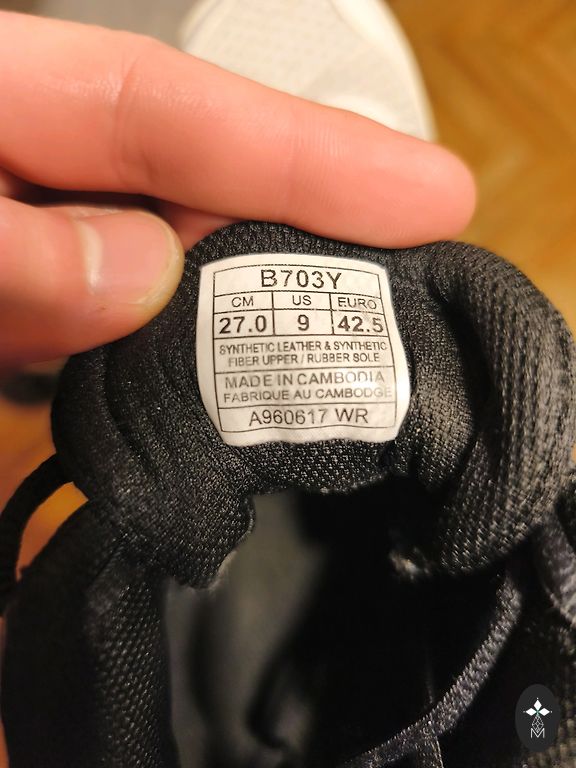 B703Y
CM US EURO
27.0 9 42.5
SYNTHETIC LEATHER & SYNTHETIC
FIBER UPPER / RUBBER SOLE
MADE IN CAMBODIA
FABRIQUE AU CAMBODGE
A960617 WR
M